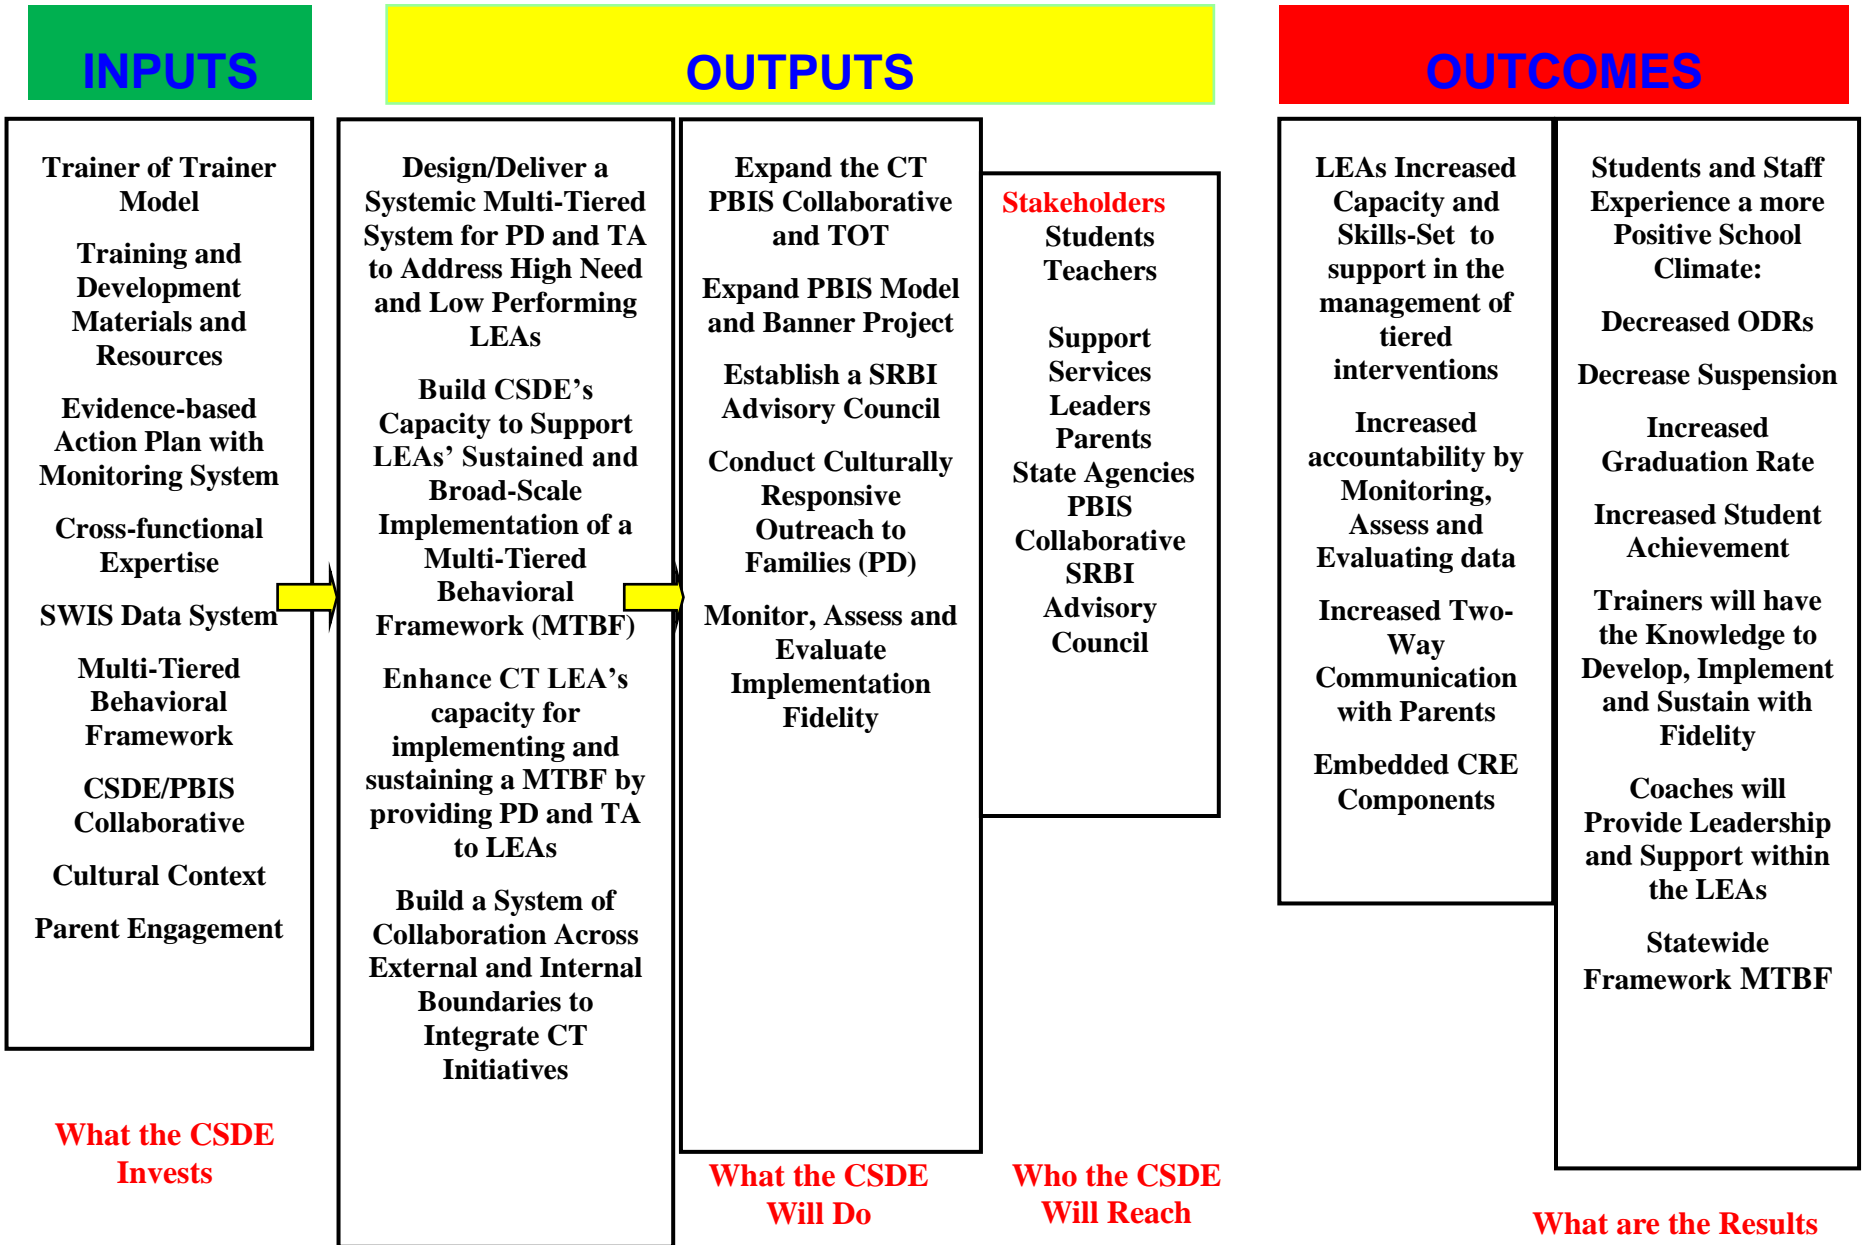 INPUTS
OUTPUTS
OUTCOMES
Trainer of Trainer
Model
Training and
Development
Materials and
Resources
Evidence-based
Action Plan with
Monitoring System
Cross-functional
Expertise
SWIS Data System
Multi-Tiered
Behavioral
Framework
CSDE/PBIS
Collaborative
Cultural Context
Parent Engagement
What the CSDE
Invests
Design/Deliver a
Systemic Multi-Tiered
System for PD and TA
to Address High Need
and Low Performing
LEAs
Build CSDE’s
Capacity to Support
LEAs’ Sustained and
Broad-Scale
Implementation of a
Multi-Tiered
Behavioral
Framework (MTBF)
Enhance CT LEA’s
capacity for
implementing and
sustaining a MTBF by
providing PD and TA
to LEAs
Build a System of
Collaboration Across
External and Internal
Boundaries to
Integrate CT
Initiatives
Expand the CT
PBIS Collaborative
and TOT
Expand PBIS Model
and Banner Project
Establish a SRBI
Advisory Council
Conduct Culturally
Responsive
Outreach to
Families (PD)
Monitor, Assess and
Evaluate
Implementation
Fidelity
What the CSDE
Will Do
Stakeholders
Students
Teachers
Support
Services
Leaders
Parents
State Agencies
PBIS
Collaborative
SRBI
Advisory
Council
Who the CSDE
Will Reach
LEAs Increased
Capacity and
Skills-Set to
support in the
management of
tiered
interventions
Increased
accountability by
Monitoring,
Assess and
Evaluating data
Increased Two-
Way
Communication
with Parents
Embedded CRE
Components
Students and Staff
Experience a more
Positive School
Climate:
Decreased ODRs
Decrease Suspension
Increased
Graduation Rate
Increased Student
Achievement
Trainers will have
the Knowledge to
Develop, Implement
and Sustain with
Fidelity
Coaches will
Provide Leadership
and Support within
the LEAs
Statewide
Framework MTBF
What are the Results